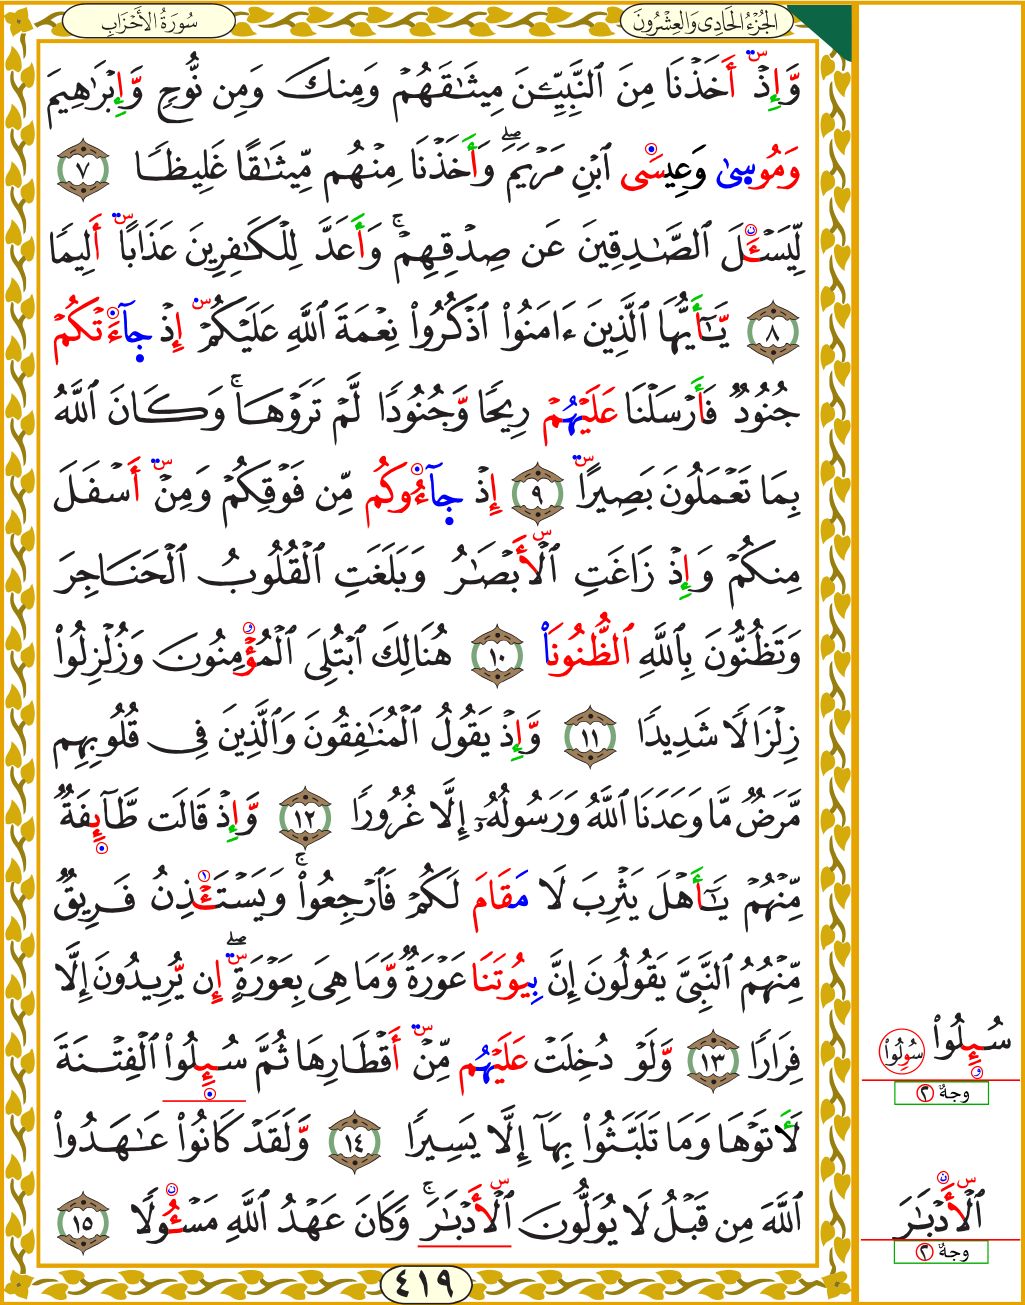 الجُزْءُ الحَادِى وَالعِشْرُونَ
سُورَةُ الأَحْزَابِ
وَّإِذْ أَخَذْنَا مِنَ ٱلنَّبِيِّـۧنَ مِيثَـٰقَهُمْ وَمِنكَ وَمِن نُّوحٍ وَّإِبْرَٰهِيمَ
وَمُوسَىٰ وَعِيسَى ٱبْنِ مَرْيَمَ ۖ وَأَخَذْنَا مِنْهُم مِّيثَـٰقًا غَلِيظًا ٧
لِّيَسْـَٔلَ ٱلصَّـٰدِقِينَ عَن صِدْقِهِمْ ۚ وَأَعَدَّ لِلْكَـٰفِرِينَ عَذَابًا أَلِيمًا
٨ يَّـٰٓأَيُّهَا ٱلَّذِينَ ءَامَنُوا۟ ٱذْكُرُوا۟ نِعْمَةَ ٱللَّهِ عَلَيْكُمْ إِذْ جَآءَتْكُمْ
جُنُودٌ فَأَرْسَلْنَا عَلَيْهِمْ رِيحًا وَّجُنُودًا لَّمْ تَرَوْهَا ۚ وَكَانَ ٱللَّهُ
بِمَا تَعْمَلُونَ بَصِيرًا ٩ إِذْ جَآءُوكُم مِّن فَوْقِكُمْ وَمِنْ أَسْفَلَ
مِنكُمْ وَإِذْ زَاغَتِ ٱلْأَبْصَـٰرُ وَبَلَغَتِ ٱلْقُلُوبُ ٱلْحَنَاجِرَ
وَتَظُنُّونَ بِٱللَّهِ ٱلظُّنُونَا۠ ١٠ هُنَالِكَ ٱبْتُلِىَ ٱلْمُؤْمِنُونَ وَزُلْزِلُوا۟
زِلْزَالًا شَدِيدًا ١١ وَّإِذْ يَقُولُ ٱلْمُنَـٰفِقُونَ وَٱلَّذِينَ فِى قُلُوبِهِم
مَّرَضٌ مَّا وَعَدَنَا ٱللَّهُ وَرَسُولُهُۥٓ إِلَّا غُرُورًا ١٢ وَّإِذْ قَالَت طَّآئِفَةٌ
مِّنْهُمْ يَـٰٓأَهْلَ يَثْرِبَ لَا مَقَامَ لَكُمْ فَٱرْجِعُوا۟ ۚ وَيَسْتَـْٔذِنُ فَرِيقٌ
مِّنْهُمُ ٱلنَّبِىَّ يَقُولُونَ إِنَّ بِيُوتَنَا عَوْرَةٌ وَّمَا هِىَ بِعَوْرَةٍ ۖ إِن يُّرِيدُونَ إِلَّا
فِرَارًا ١٣ وَّلَوْ دُخِلَتْ عَلَيْهِم مِّنْ أَقْطَارِهَا ثُمَّ سُئِلُوا۟ ٱلْفِتْنَةَ
لَأَتَوْهَا وَمَا تَلَبَّثُوا۟ بِهَآ إِلَّا يَسِيرًا ١٤ وَّلَقَدْ كَانُوا۟ عَـٰهَدُوا۟
ٱللَّهَ مِن قَبْلُ لَا يُوَلُّونَ ٱلْأَدْبَـٰرَ ۚ وَكَانَ عَهْدُ ٱللَّهِ مَسْـُٔولًا ١٥
سُئِلُوا۟ سُوِلُوا۟
وجهٌ ٢
ٱلْأَدْبَـٰرَ
وجهٌ ٢
٤١٩